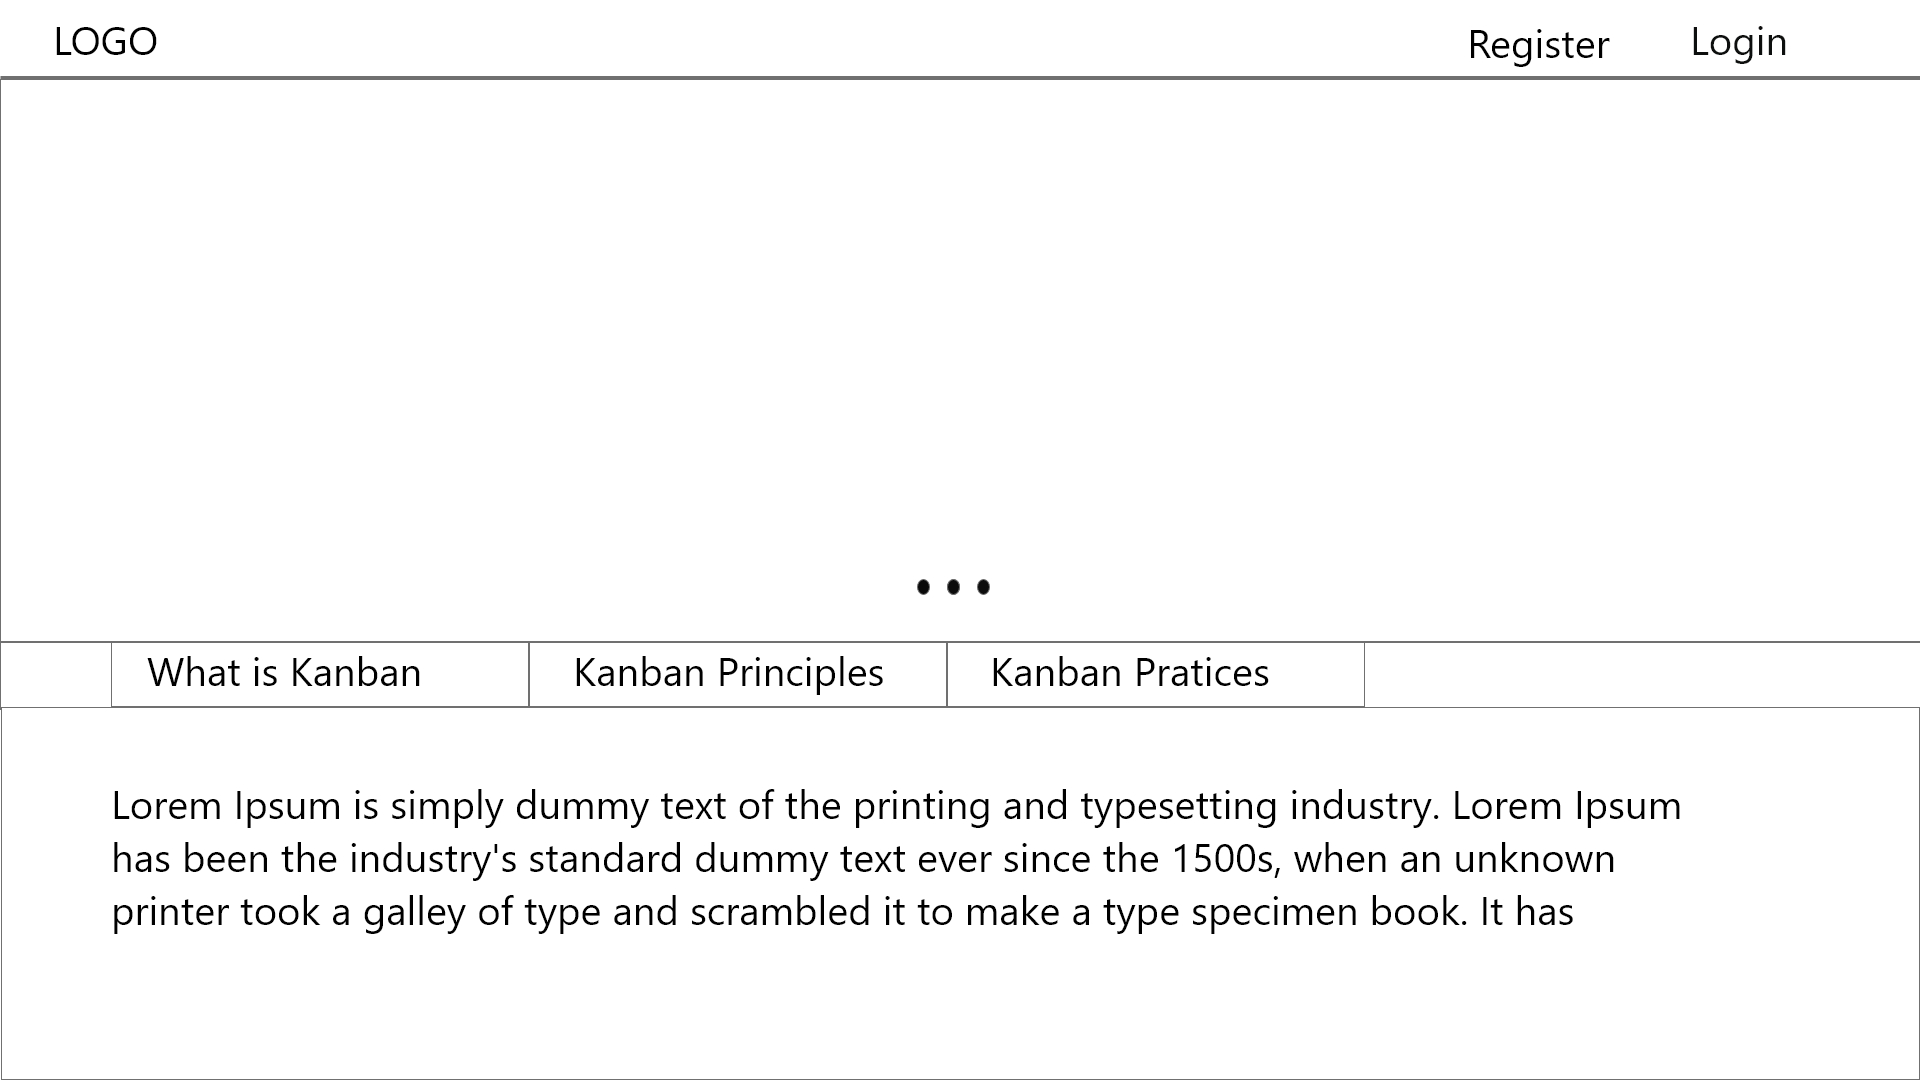 LOGO
Register
Login
What is Kanban
Kanban Principles
Kanban Pratices
Lorem Ipsum is simply dummy text of the printing and typesetting industry. Lorem Ipsum
has been the industry's standard dummy text ever since the 1500s, when an unknown
printer took a galley of type and scrambled it to make a type specimen book. It has